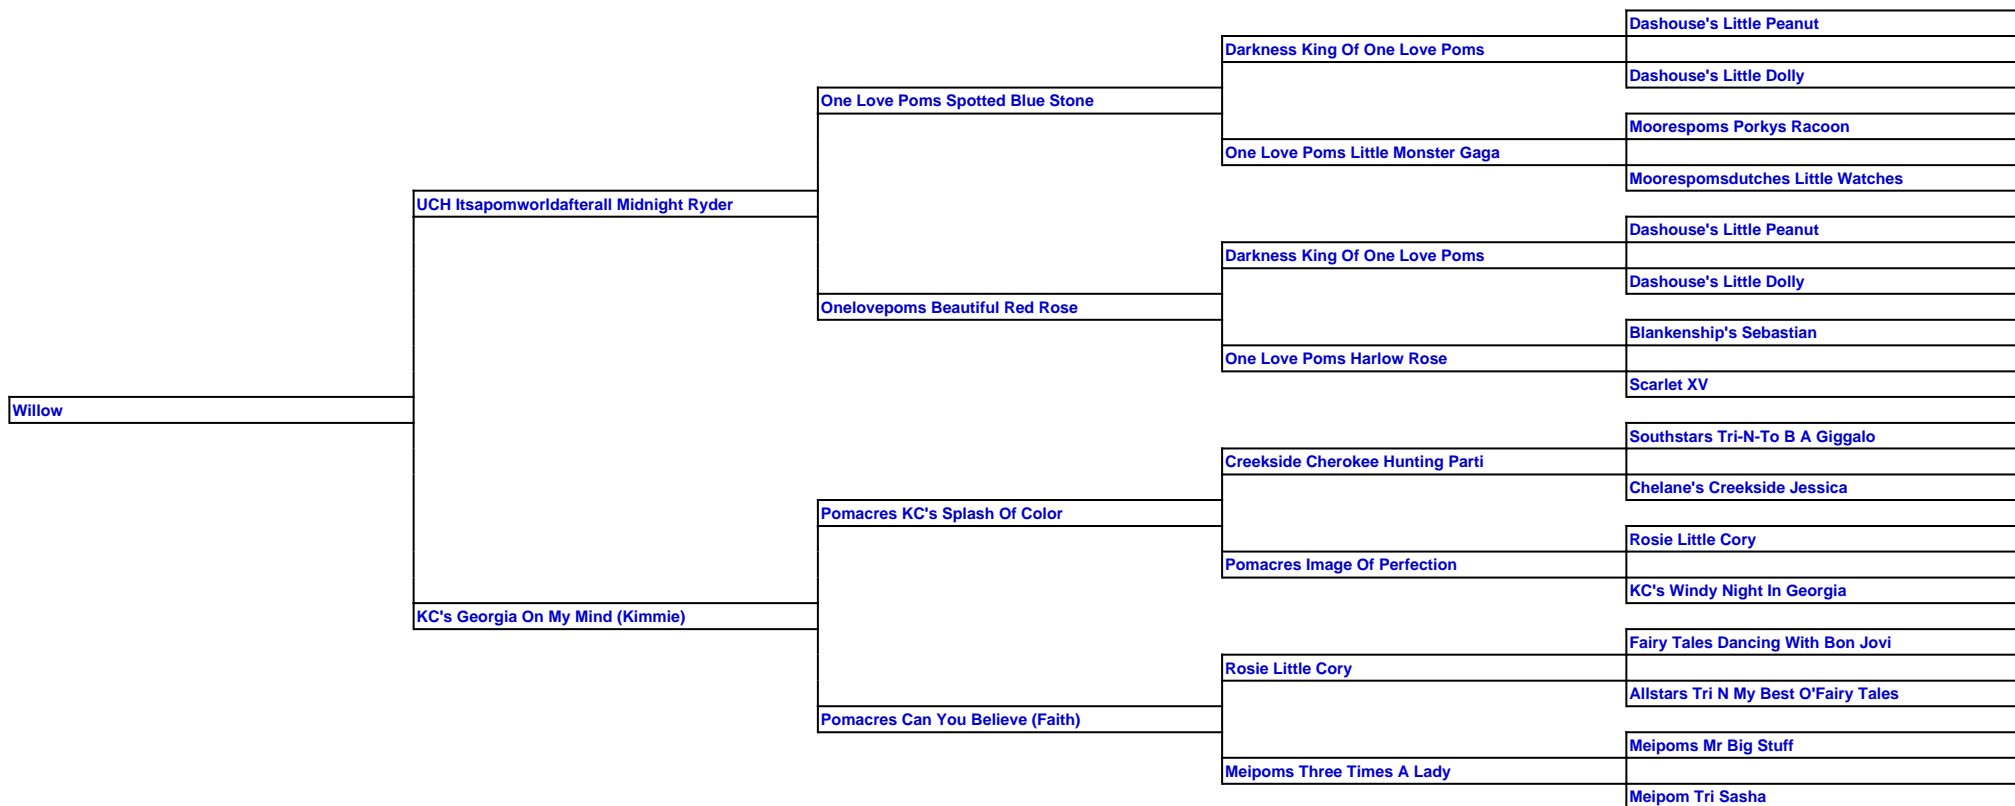 Dashouse's Little Peanut
Darkness King Of One Love Poms
Dashouse's Little Dolly
One Love Poms Spotted Blue Stone
Moorespoms Porkys Racoon
One Love Poms Little Monster Gaga
Moorespomsdutches Little Watches
UCH Itsapomworldafterall Midnight Ryder
Dashouse's Little Peanut
Darkness King Of One Love Poms
Dashouse's Little Dolly
Onelovepoms Beautiful Red Rose
Blankenship's Sebastian
One Love Poms Harlow Rose
Scarlet XV
Willow
Southstars Tri-N-To B A Giggalo
Creekside Cherokee Hunting Parti
Chelane's Creekside Jessica
Pomacres KC's Splash Of Color
Rosie Little Cory
Pomacres Image Of Perfection
KC's Windy Night In Georgia
KC's Georgia On My Mind (Kimmie)
Fairy Tales Dancing With Bon Jovi
Rosie Little Cory
Allstars Tri N My Best O'Fairy Tales
Pomacres Can You Believe (Faith)
Meipoms Mr Big Stuff
Meipoms Three Times A Lady
Meipom Tri Sasha